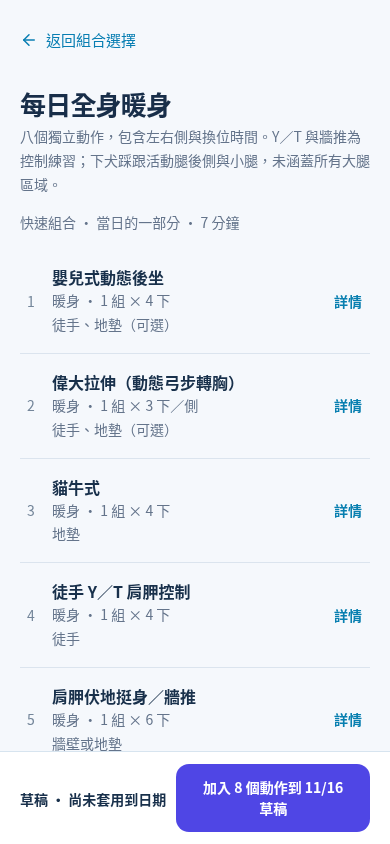 ← 返回組合選擇
每日全身暖身
八個獨立動作，包含左右側與換位時間。Y／T 與牆推為
控制練習；下犬踩踩活動腿後側與小腿，未涵蓋所有大腿
區域。
快速組合 · 當日的一部分 · 7 分鐘
1
嬰兒式動態後坐
暖身 · 1 組 × 4 下
徒手、地墊（可選）
詳情
2
偉大拉伸（動態弓步轉胸）
暖身 · 1 組 × 3 下／側
徒手、地墊（可選）
詳情
3
貓牛式
暖身 · 1 組 × 4 下
地墊
詳情
4
徒手 Y／T 肩胛控制
暖身 · 1 組 × 4 下
徒手
詳情
5
肩胛伏地挺身／牆推
暖身 · 1 組 × 6 下
牆壁或地墊
詳情
草稿 · 尚未套用到日期
加入 8 個動作到 11/16
草稿